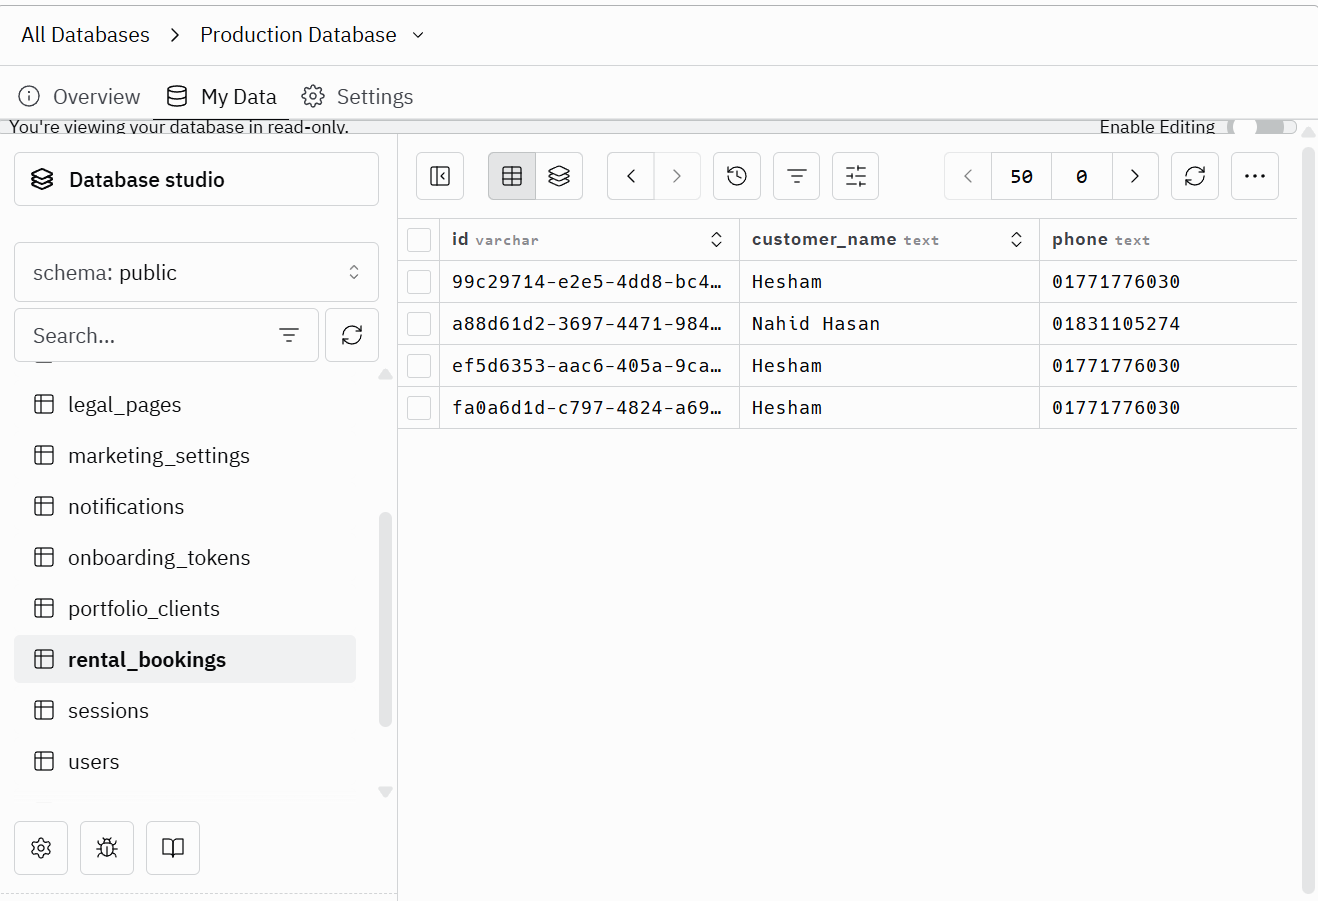 All Databases > Production Database
Overview My Data Settings
You're viewing your database in read-only. Enable Editing
Database studio
50 0
schema: public
Search...
legal_pages
marketing_settings
notifications
onboarding_tokens
portfolio_clients
rental_bookings
sessions
users
id varchar customer_name text phone text
99c29714-e2e5-4dd8-bc4… Hesham 01771776030
a88d61d2-3697-4471-984… Nahid Hasan 01831105274
ef5d6353-aac6-405a-9ca… Hesham 01771776030
fa0a6d1d-c797-4824-a69… Hesham 01771776030